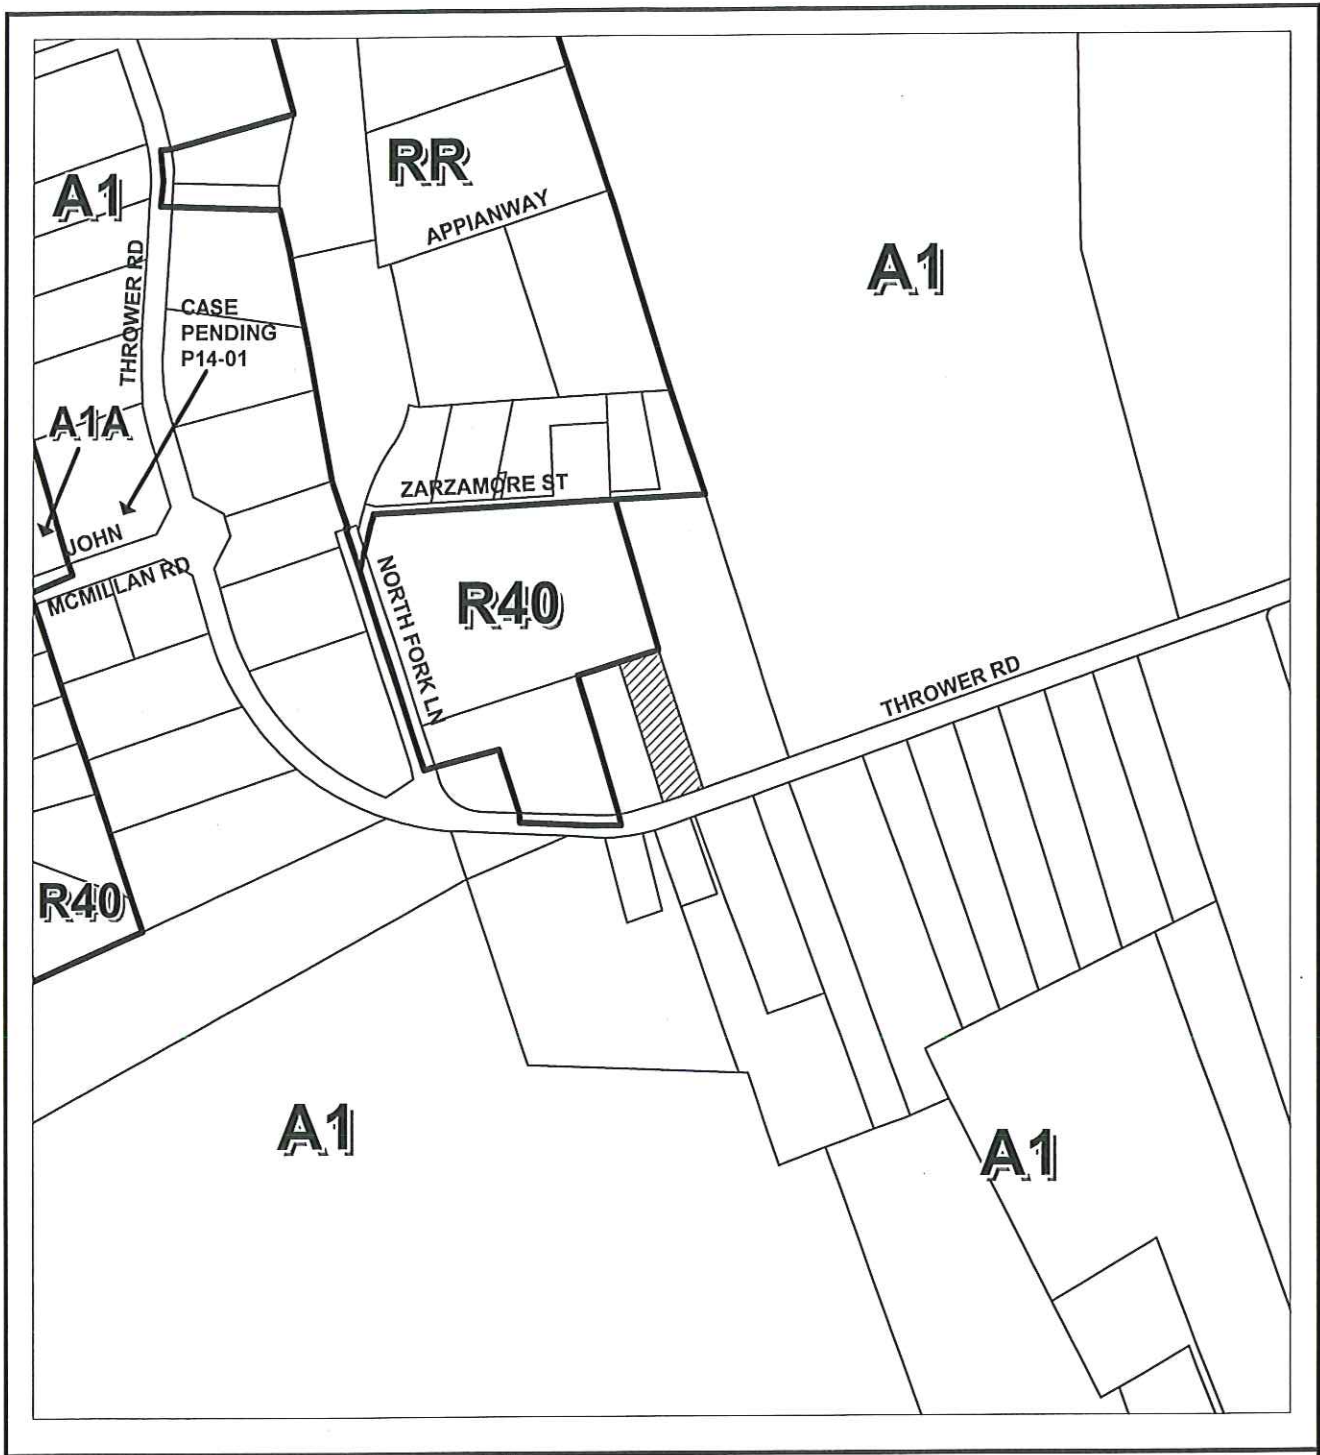 RR
A1
APPIANWAY
A1
THROWER RD
CASE
PENDING
P14-01
A1A
ZARZAMORE ST
JOHN
MCMILLAN RD
NORTH FORK LN
R40
THROWER RD
R40
A1
A1